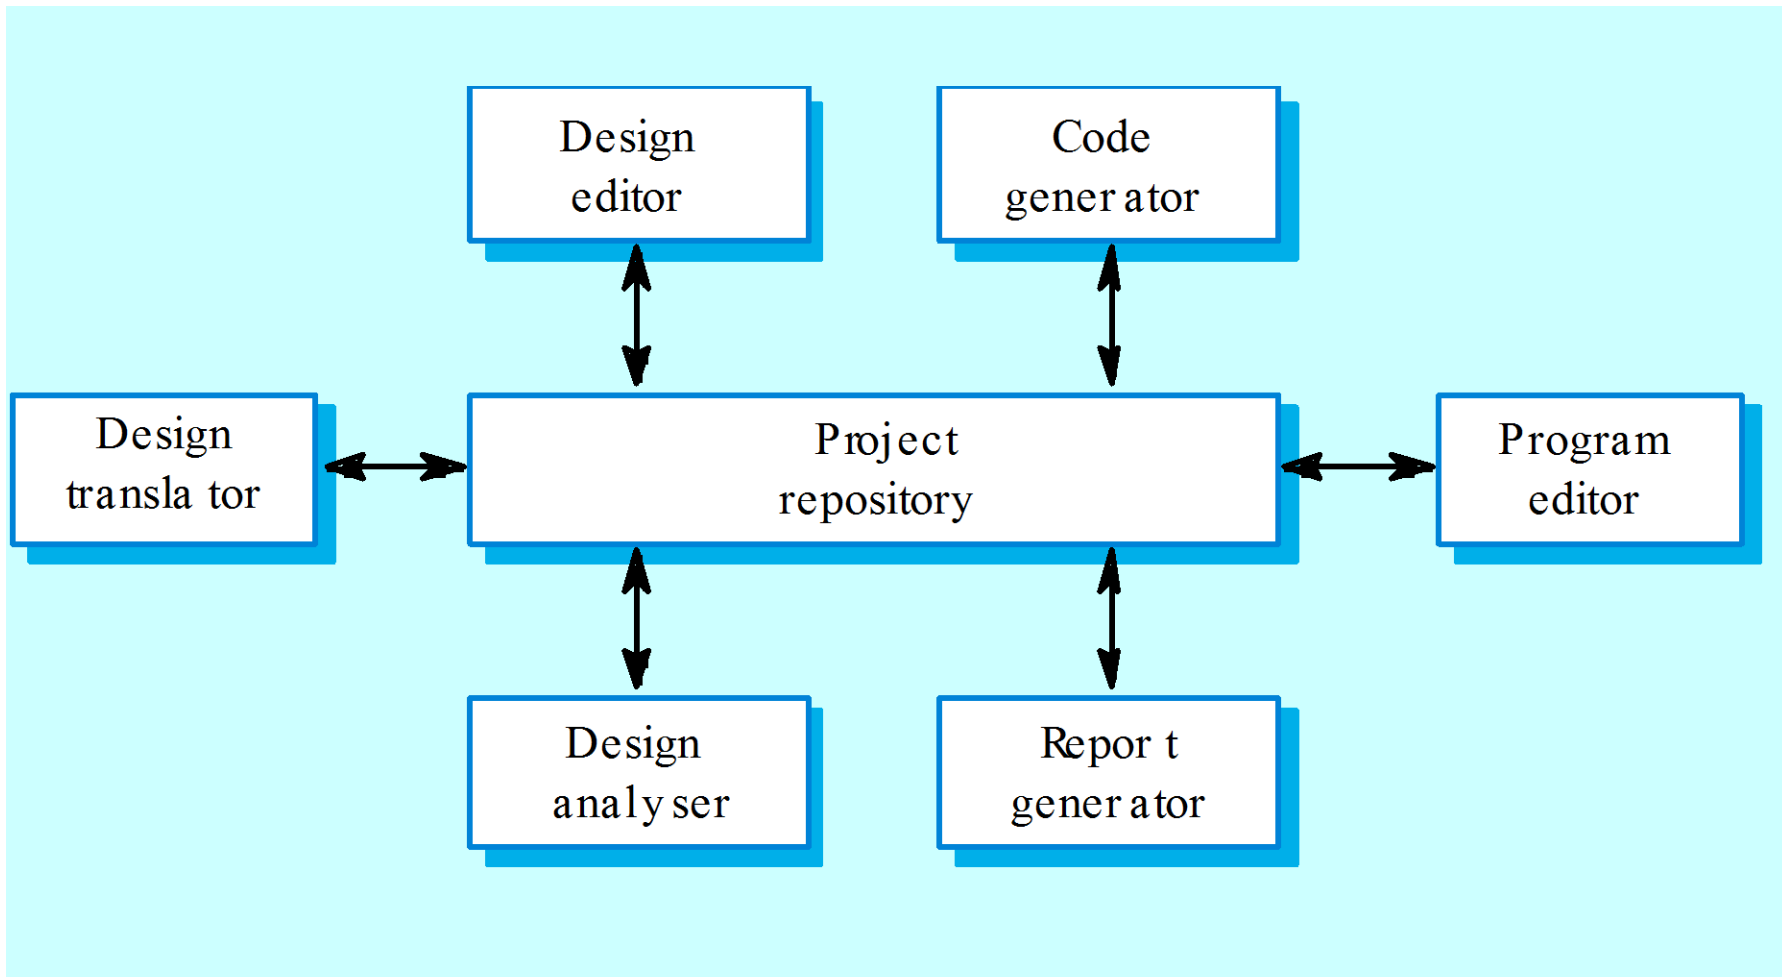 Design
editor
Code
generator
Design
translator
Project
repository
Program
editor
Design
analyser
Report
generator